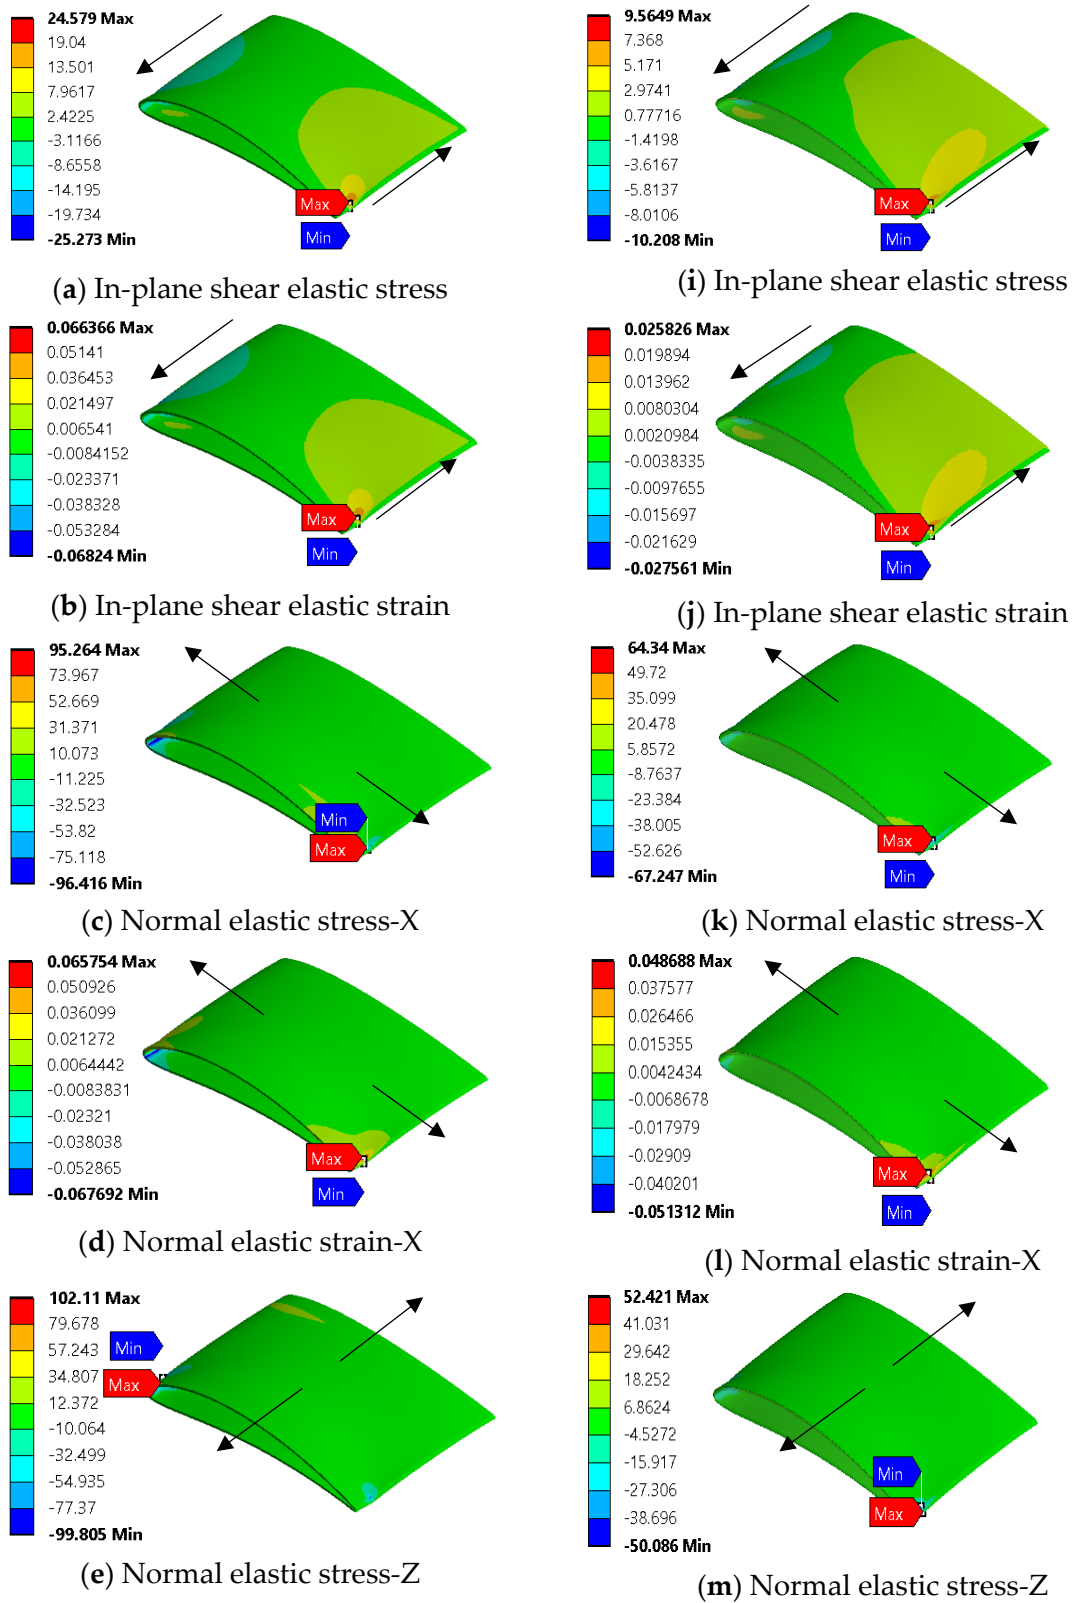 24.579 Max
19.04
13.501
7.9617
2.4225
-3.1166
-8.6558
-14.195
-19.734
-25.273 Min
Max
Min
(a) In-plane shear elastic stress
9.5649 Max
7.368
5.171
2.9741
0.77716
-1.4198
-3.6167
-5.8137
-8.0106
-10.208 Min
Max
Min
(i) In-plane shear elastic stress
0.066366 Max
0.05141
0.036453
0.021497
0.006541
-0.0084152
-0.023371
-0.038328
-0.053284
-0.06824 Min
Max
Min
(b) In-plane shear elastic strain
0.025826 Max
0.019894
0.013962
0.0080304
0.0020984
-0.0038335
-0.0097655
-0.015697
-0.021629
-0.027561 Min
Max
Min
(j) In-plane shear elastic strain
95.264 Max
73.967
52.669
31.371
10.073
-11.225
-32.523
-53.82
-75.118
-96.416 Min
Min
Max
(c) Normal elastic stress-X
64.34 Max
49.72
35.099
20.478
5.8572
-8.7637
-23.384
-38.005
-52.626
-67.247 Min
Max
Min
(k) Normal elastic stress-X
0.065754 Max
0.050926
0.036099
0.021272
0.0064442
-0.0083831
-0.02321
-0.038038
-0.052865
-0.067692 Min
Max
Min
(d) Normal elastic strain-X
0.048688 Max
0.037577
0.026466
0.015355
0.0042434
-0.0068678
-0.017979
-0.02909
-0.040201
-0.051312 Min
Max
Min
(l) Normal elastic strain-X
102.11 Max
79.678
57.243
34.807
12.372
-10.064
-32.499
-54.935
-77.37
-99.805 Min
Min
Max
(e) Normal elastic stress-Z
52.421 Max
41.031
29.642
18.252
6.8624
-4.5272
-15.917
-27.306
-38.696
-50.086 Min
Min
Max
(m) Normal elastic stress-Z